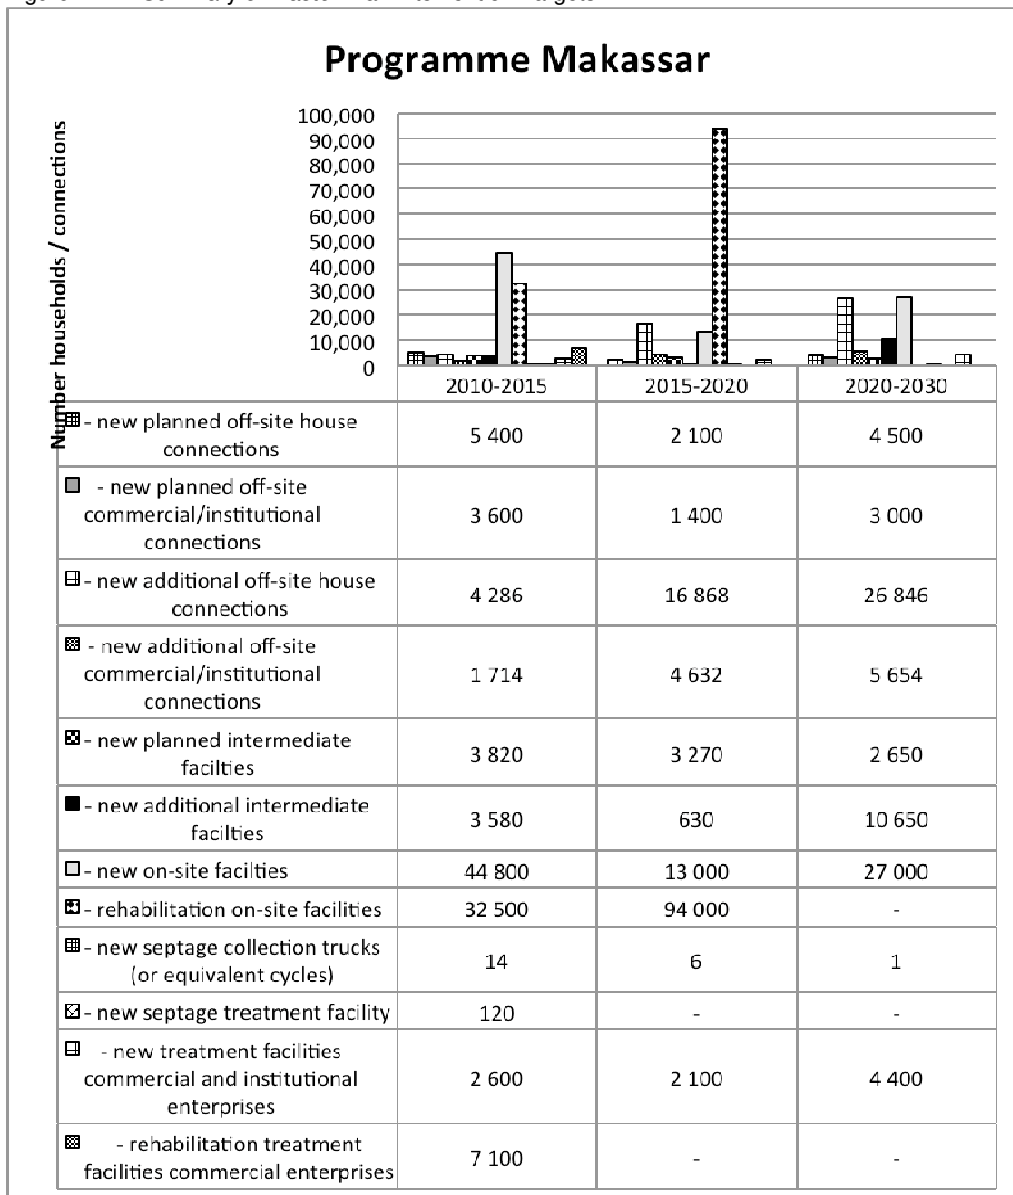 Programme Makassar
Number households / connections
100,000
90,000
80,000
70,000
60,000
50,000
40,000
30,000
20,000
10,000
0
2010-2015 2015-2020 2020-2030
- new planned off-site house
connections
5 400 2 100 4 500
- new planned off-site
commercial/institutional
connections
3 600 1 400 3 000
- new additional off-site house
connections
4 286 16 868 26 846
- new additional off-site
commercial/institutional
connections
1 714 4 632 5 654
- new planned intermediate
facilties
3 820 3 270 2 650
- new additional intermediate
facilties
3 580 630 10 650
- new on-site facilties 44 800 13 000 27 000
- rehabilitation on-site facilities 32 500 94 000 -
- new septage collection trucks
(or equivalent cycles)
14 6 1
- new septage treatment facility 120 - -
- new treatment facilities
commercial and institutional
enterprises
2 600 2 100 4 400
- rehabilitation treatment
facilities commercial enterprises
7 100 - -